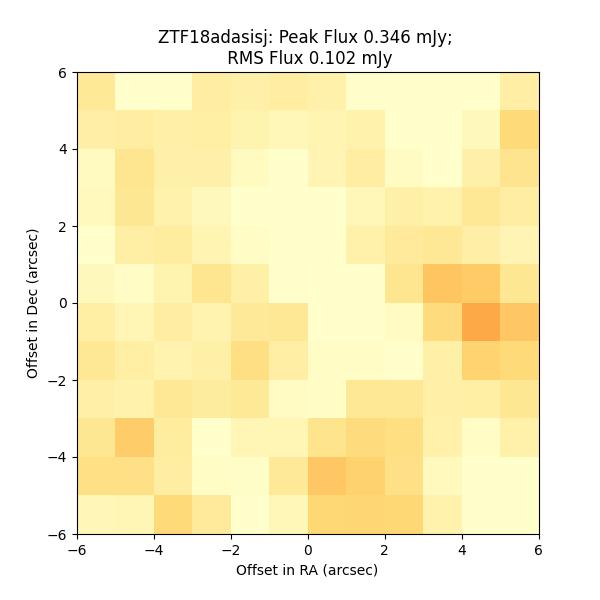 ZTF18adasisj: Peak Flux 0.346 mJy;
RMS Flux 0.102 mJy
6
4
2
0
−2
−4
−6
Offset in Dec (arcsec)
−6 −4 −2 0 2 4 6
Offset in RA (arcsec)